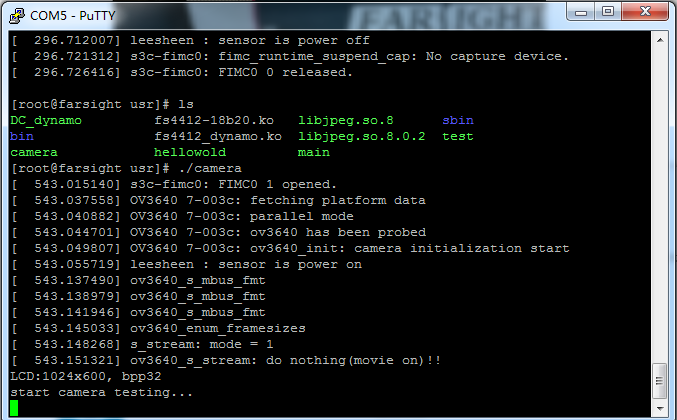 COM5 - PuTTY
[  296.712007] leesheen : sensor is power off
[  296.721312] s3c-fimc0: fimc_runtime_suspend_cap: No capture device.
[  296.726416] s3c-fimc0: FIMC0 0 released.
[root@farsight usr]# ls
DC_dynamo          fs4412-18b20.ko    libjpeg.so.8       sbin
bin                fs4412_dynamo.ko   libjpeg.so.8.0.2   test
camera             hellowold          main
[root@farsight usr]# ./camera
[  543.015140] s3c-fimc0: FIMC0 1 opened.
[  543.037558] OV3640 7-003c: fetching platform data
[  543.040882] OV3640 7-003c: parallel mode
[  543.044701] OV3640 7-003c: ov3640 has been probed
[  543.049807] OV3640 7-003c: ov3640_init: camera initialization start
[  543.055719] leesheen : sensor is power on
[  543.137490] ov3640_s_mbus_fmt
[  543.138979] ov3640_s_mbus_fmt
[  543.141946] ov3640_s_mbus_fmt
[  543.145033] ov3640_enum_framesizes
[  543.148268] s_stream: mode = 1
[  543.151321] ov3640_s_stream: do nothing(movie on)!!
LCD:1024x600, bpp32
start camera testing...